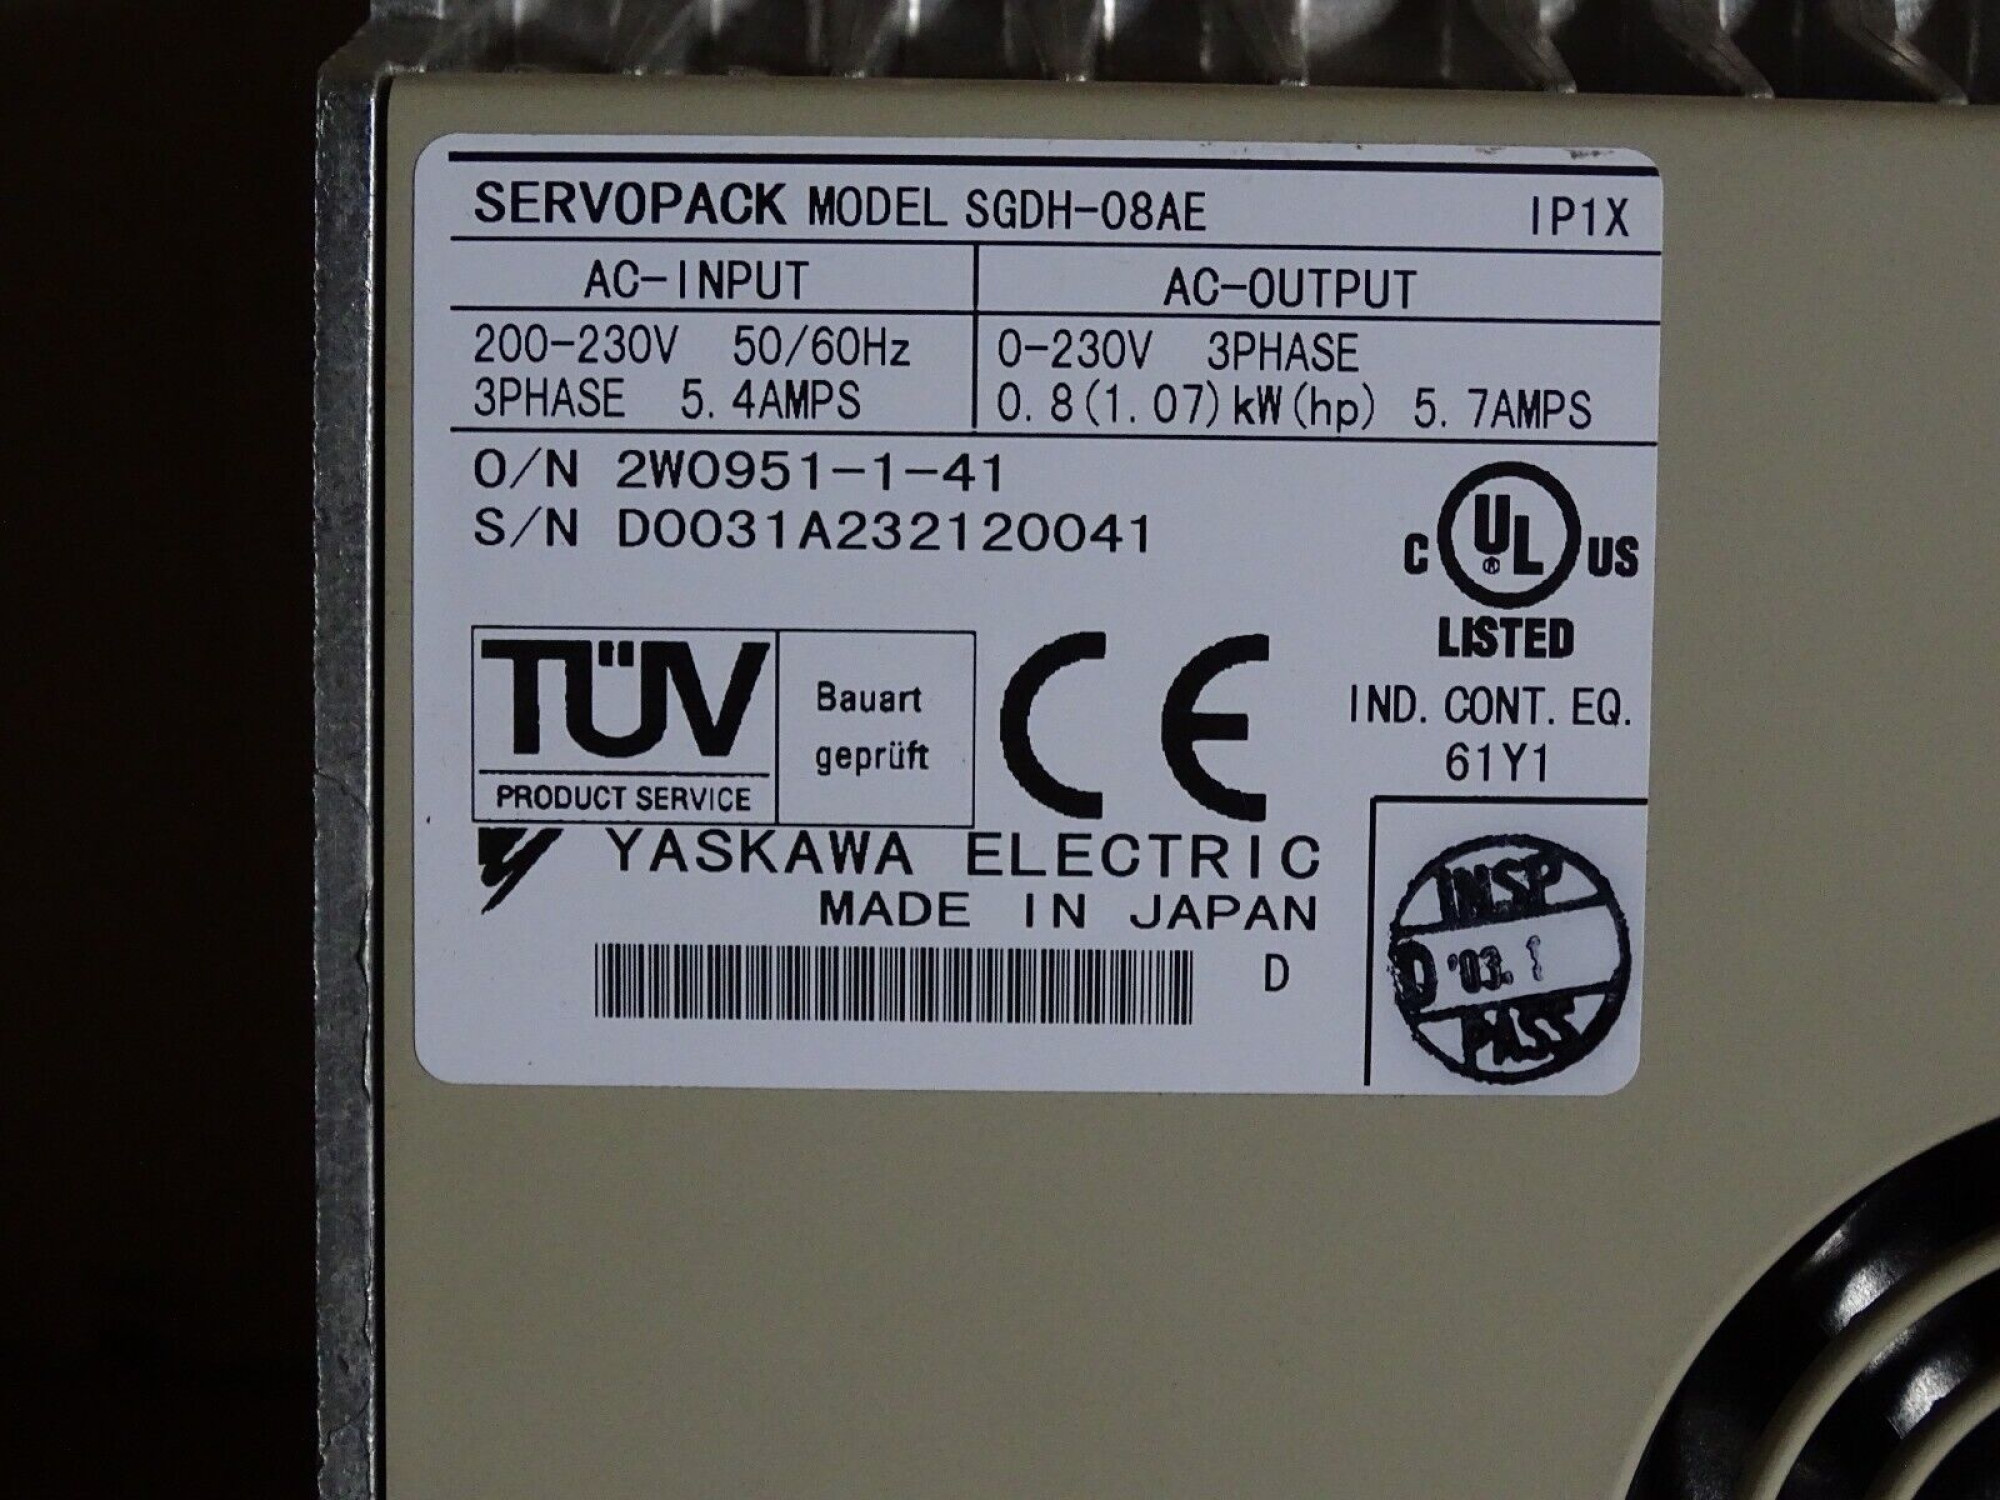 SERVOPACK MODEL SGDH-08AE IP1X
AC-INPUT AC-OUTPUT
200-230V 50/60Hz 0-230V 3PHASE
3PHASE 5.4AMPS 0.8(1.07)kW(hp) 5.7AMPS
O/N 2W0951-1-41
S/N D0031A232120041
C UL ® US
LISTED
IND. CONT. EQ.
61Y1
TÜV
PRODUCT SERVICE
Bauart
geprüft
CE
YASKAWA ELECTRIC
MADE IN JAPAN
D
INSP
D '03. 1
PASS